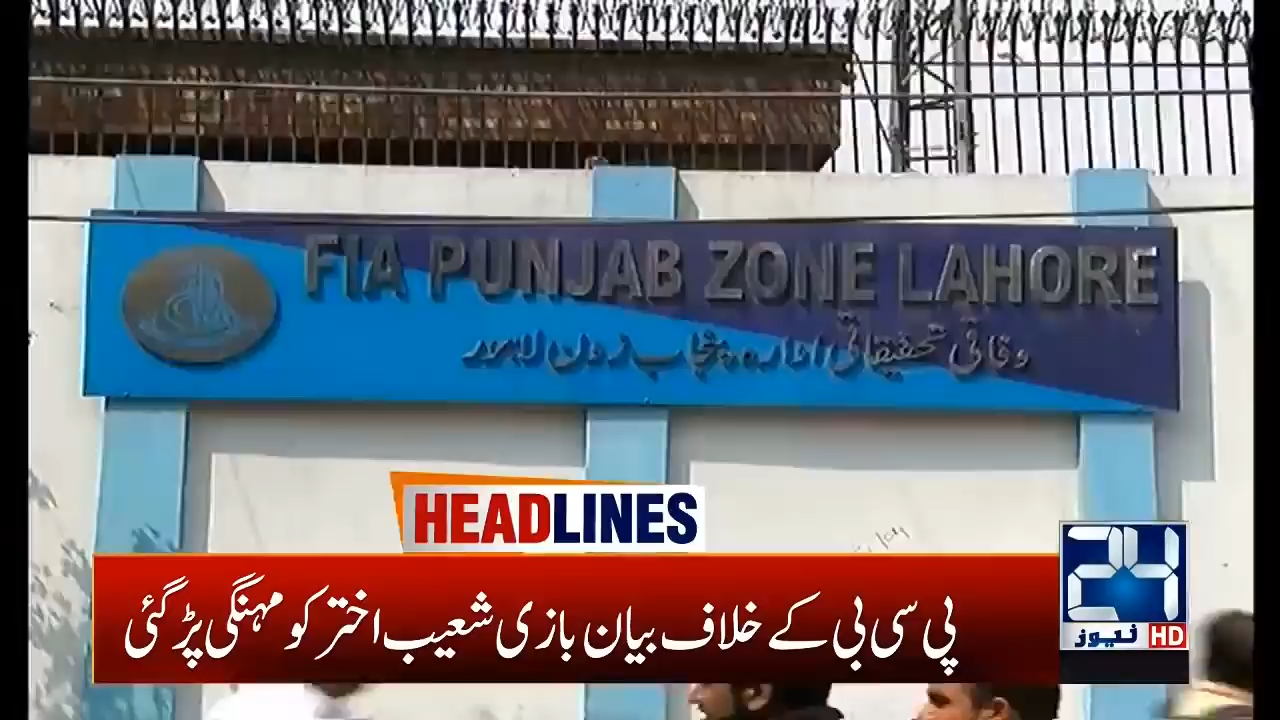 FIA PUNJAB ZONE LAHORE
وفاقی تحقیقاتی ادارہ پنجاب زون لاہور
HEADLINES
پی سی بی کے خلاف بیان بازی شعیب اختر کو مہنگی پڑ گئی
24
نیوز HD